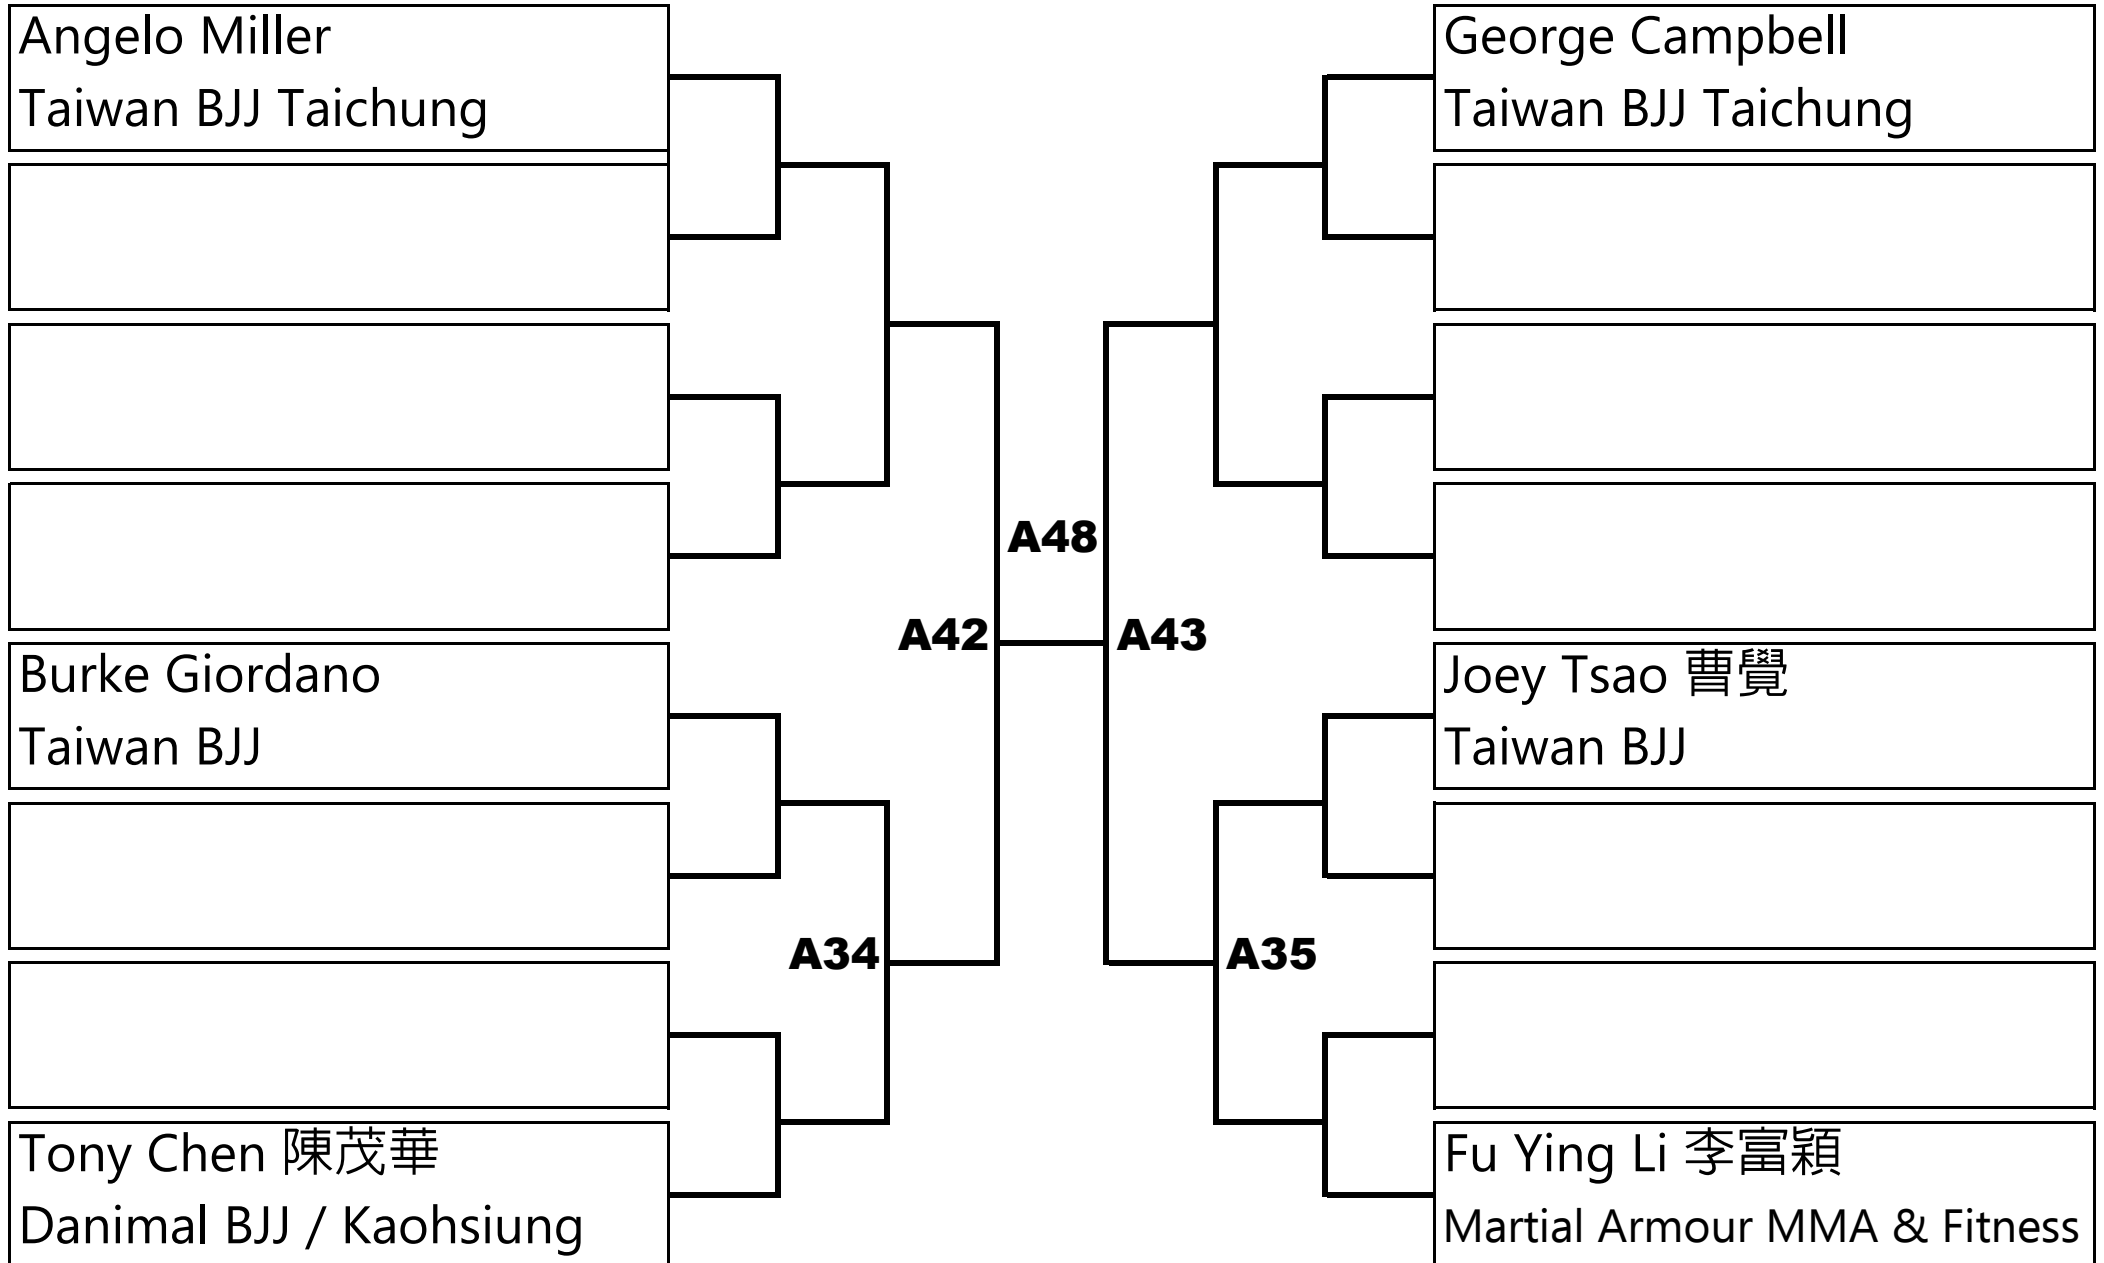 Angelo Miller
Taiwan BJJ Taichung
Burke Giordano
Taiwan BJJ
Tony Chen 陳茂華
Danimal BJJ / Kaohsiung
A34
A42
A48
A43
A35
George Campbell
Taiwan BJJ Taichung
Joey Tsao 曹覺
Taiwan BJJ
Fu Ying Li 李富穎
Martial Armour MMA & Fitness